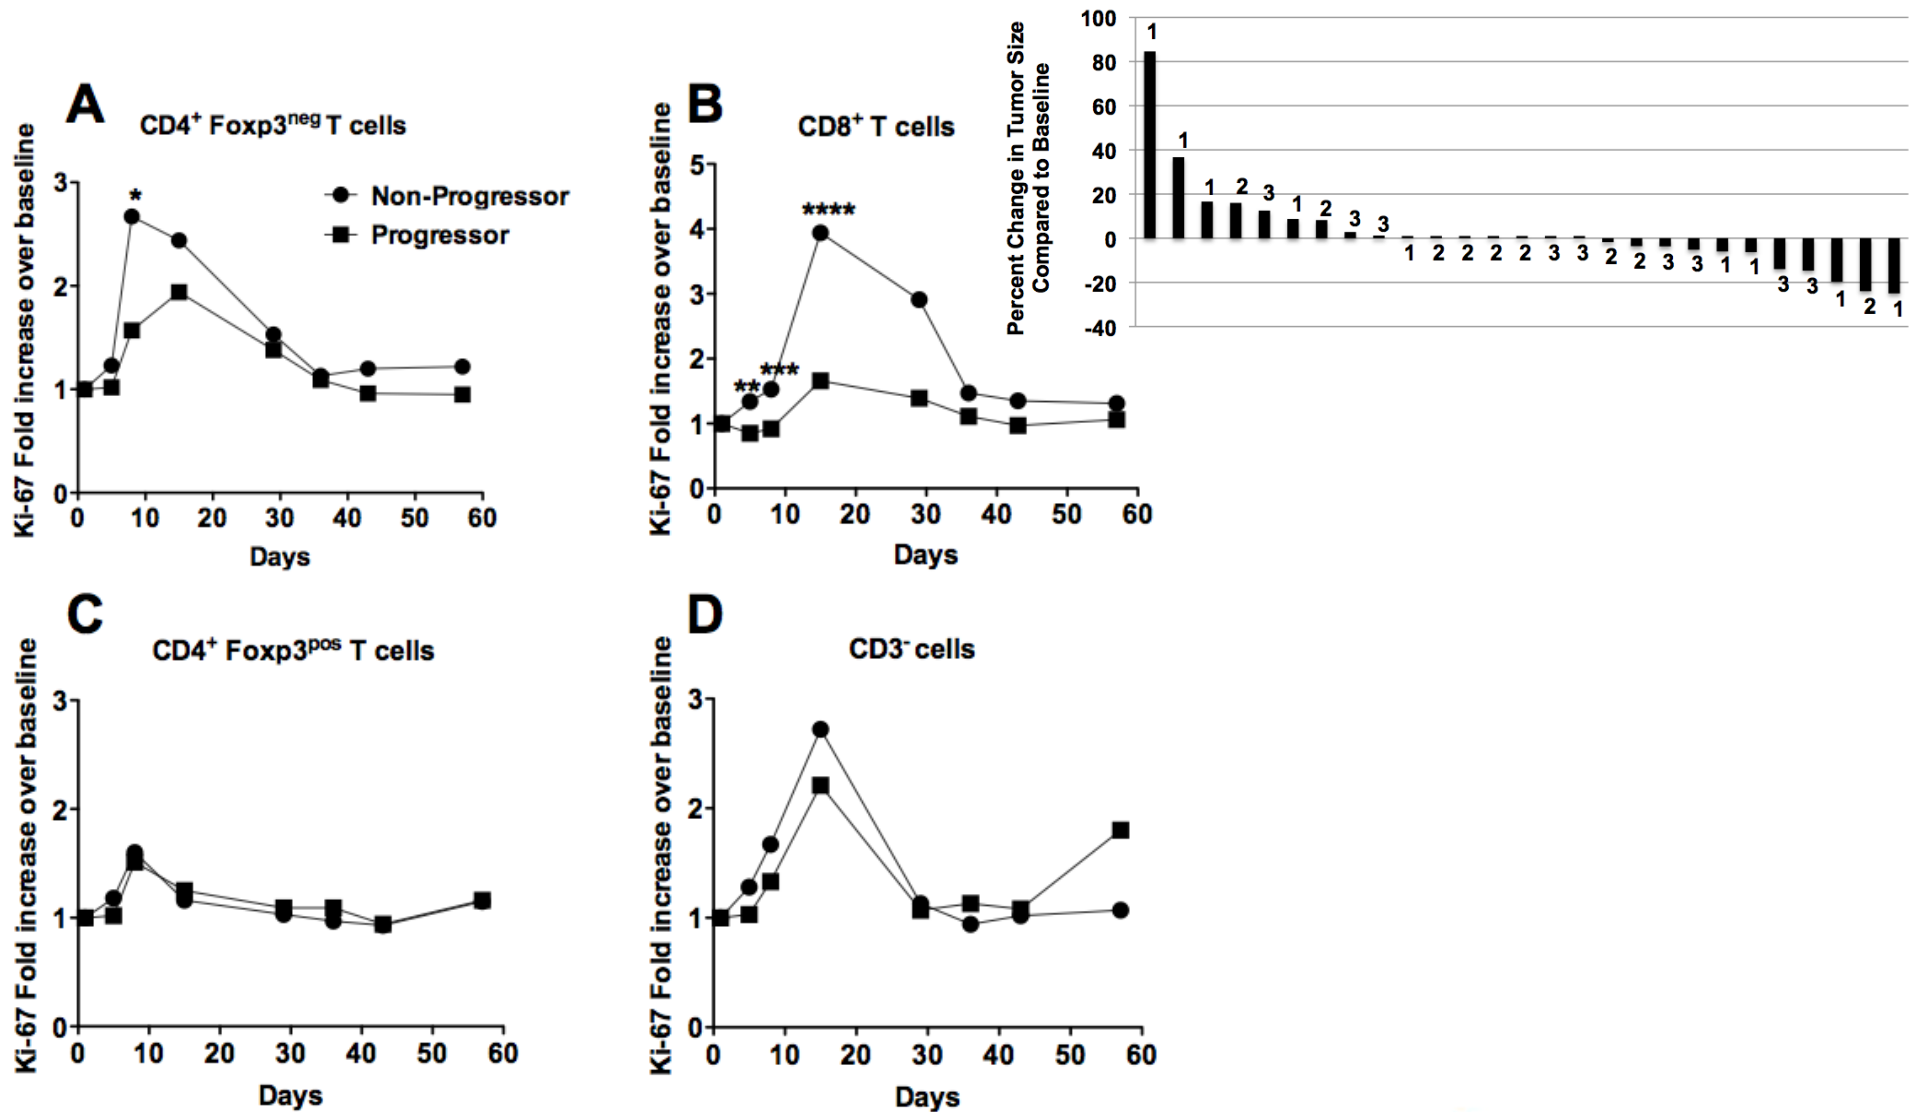 A
CD4+ Foxp3neg T cells
Ki-67 Fold increase over baseline
3
2
1
0
*
Non-Progressor
Progressor
0 10 20 30 40 50 60
Days
B
CD8+ T cells
Ki-67 Fold increase over baseline
5
4
3
2
1
0
****
** ***
0 10 20 30 40 50 60
Days
Percent Change in Tumor Size
Compared to Baseline
100
80
60
40
20
0
-20
-40
1
1
1 2 3 1 2 3 3
1 2 2 2 2 3 3 2 2 3 3 1 1 3 3 1 2 1
C
CD4+ Foxp3pos T cells
Ki-67 Fold increase over baseline
3
2
1
0
0 10 20 30 40 50 60
Days
D
CD3- cells
Ki-67 Fold increase over baseline
3
2
1
0
0 10 20 30 40 50 60
Days